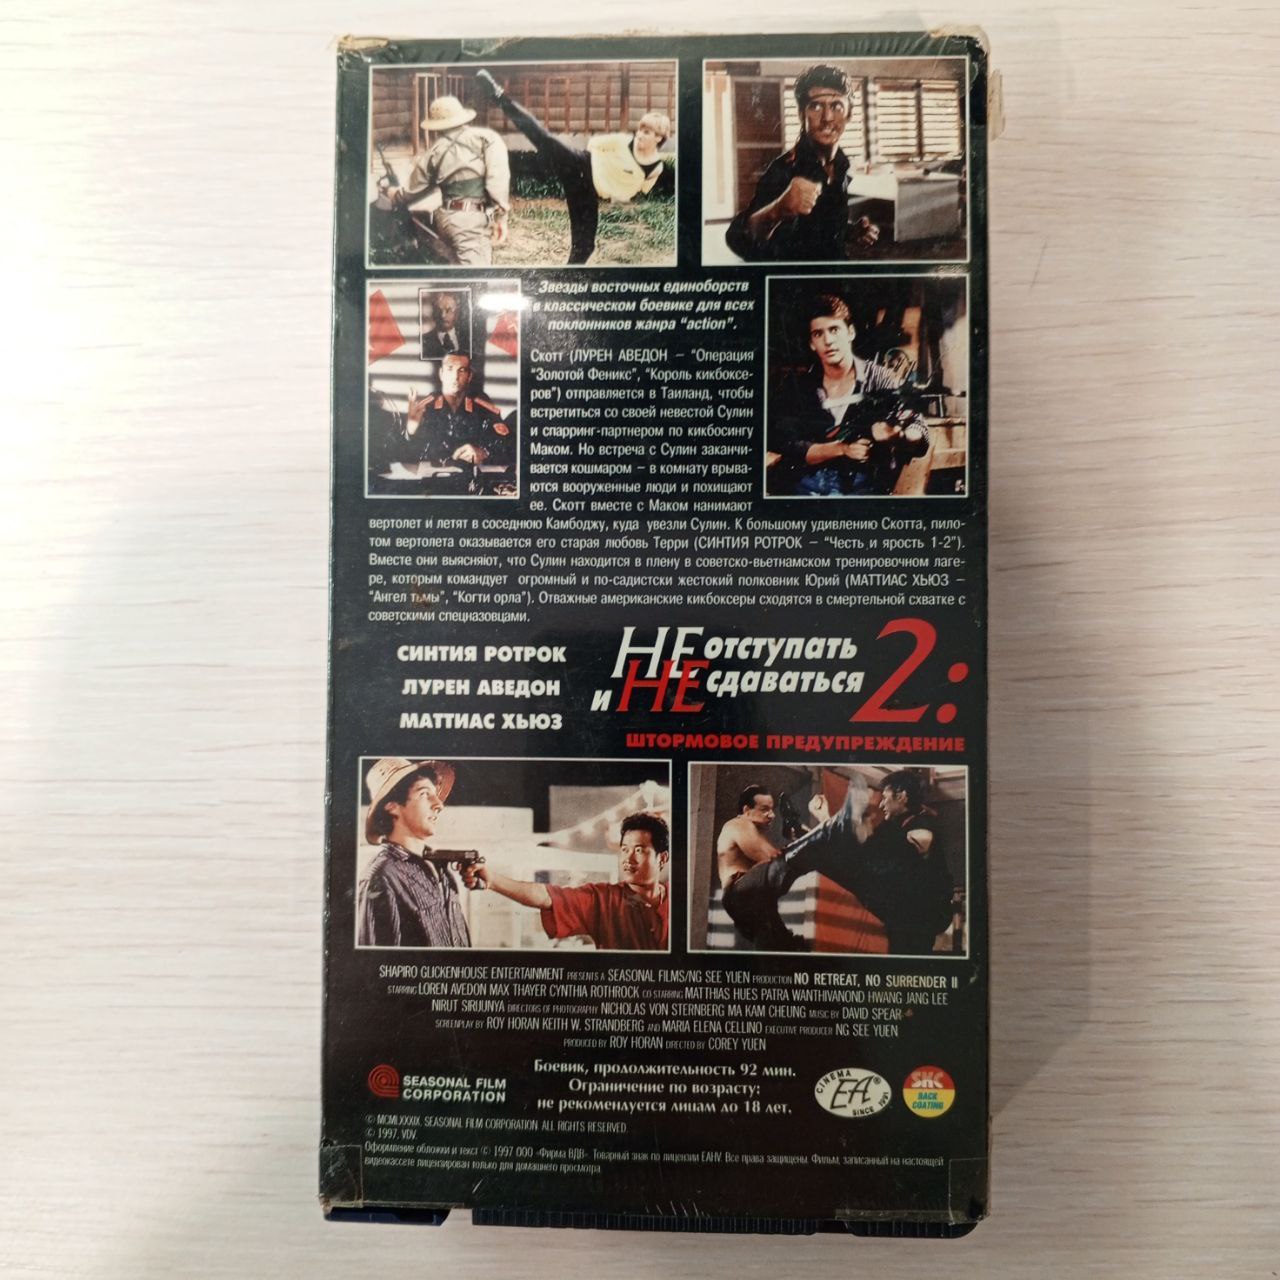 Звезды восточных единоборств
в классическом боевике для всех
поклонников жанра "action".
Скотт (ЛУРЕН АВЕДОН – "Операция
"Золотой Феникс", "Король кикбоксе-
ров") отправляется в Таиланд, чтобы
встретиться со своей невестой Сулин
и спарринг-партнером по кикбосингу
Маком. Но встреча с Сулин заканчи-
вается кошмаром – в комнату врыва-
ются вооруженные люди и похищают
ее. Скотт вместе с Маком нанимают
вертолет и летят в соседнюю Камбоджу, куда увезли Сулин. К большому удивлению Скотта, пило-
том вертолета оказывается его старая любовь Терри (СИНТИЯ РОТРОК – "Честь и ярость 1-2").
Вместе они выясняют, что Сулин находится в плену в советско-вьетнамском тренировочном лаге-
ре, которым командует огромный и по-садистски жестокий полковник Юрий (МАТТИАС ХЬЮЗ –
"Ангел тьмы", "Когти орла"). Отважные американские кикбоксеры сходятся в смертельной схватке с
советскими спецназовцами.
СИНТИЯ РОТРОК
ЛУРЕН АВЕДОН
МАТТИАС ХЬЮЗ
НЕ отступать
и НЕ сдаваться 2:
ШТОРМОВОЕ ПРЕДУПРЕЖДЕНИЕ
SHAPIRO GLICKENHOUSE ENTERTAINMENT PRESENTS A SEASONAL FILMS/NG SEE YUEN PRODUCTION NO RETREAT, NO SURRENDER II
STARRING LOREN AVEDON MAX THAYER CYNTHIA ROTHROCK CO-STARRING MATTHIAS HUES PATRA WANTHIVANOND HWANG JANG LEE
NIRUT SIRIJUNYA DIRECTORS OF PHOTOGRAPHY NICHOLAS VON STERNBERG MA KAM CHEUNG MUSIC BY DAVID SPEAR
SCREENPLAY BY ROY HORAN KEITH W. STRANDBERG AND MARIA ELENA CELLINO EXECUTIVE PRODUCER NG SEE YUEN
PRODUCED BY ROY HORAN DIRECTED BY COREY YUEN
SEASONAL FILM
CORPORATION
Боевик, продолжительность 92 мин.
Ограничение по возрасту:
не рекомендуется лицам до 18 лет.
CINEMA
EA®
SINCE 1991
SKC
BACK
COATING
© MCMLXXXIX. SEASONAL FILM CORPORATION. ALL RIGHTS RESERVED.
© 1997. VDV.
Оформление обложки и текст © 1997 ООО «Фирма ВДВ». Товарный знак по лицензии ЕАНV. Все права защищены. Фильм, записанный на настоящей
видеокассете лицензирован только для домашнего просмотра